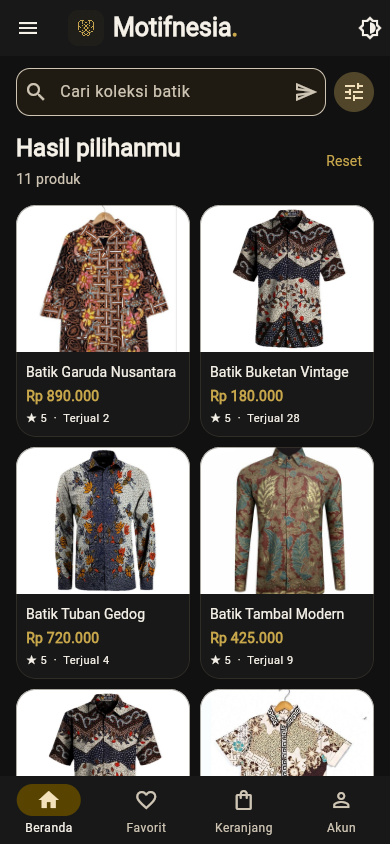 Motifnesia.
Cari koleksi batik
Hasil pilihanmu
11 produk
Reset
Batik Garuda Nusantara
Rp 890.000
★ 5 · Terjual 2
Batik Buketan Vintage
Rp 180.000
★ 5 · Terjual 28
Batik Tuban Gedog
Rp 720.000
★ 5 · Terjual 4
Batik Tambal Modern
Rp 425.000
★ 5 · Terjual 9
Beranda
Favorit
Keranjang
Akun